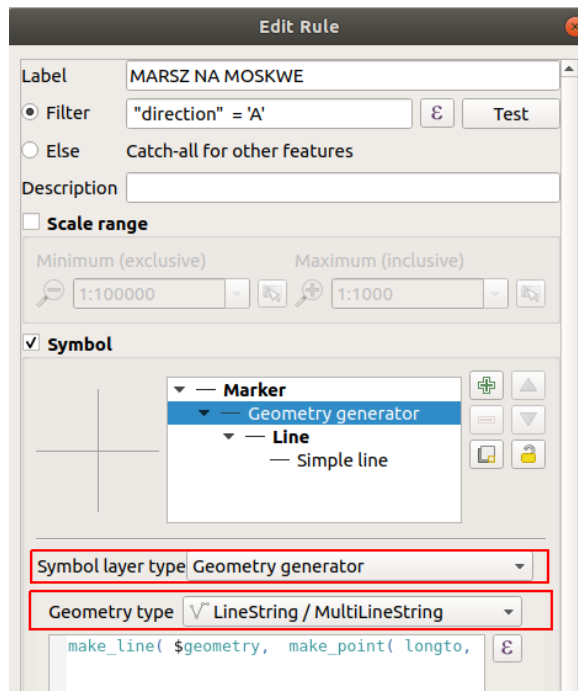 Edit Rule
Label MARSZ NA MOSKWE
Filter "direction" = 'A' ε Test
Else Catch-all for other features
Description
Scale range
Minimum (exclusive) Maximum (inclusive)
1:100000 1:1000
Symbol
Marker
Geometry generator
Line
Simple line
Symbol layer type Geometry generator
Geometry type LineString / MultiLineString
make_line( $geometry, make_point( longto, ε